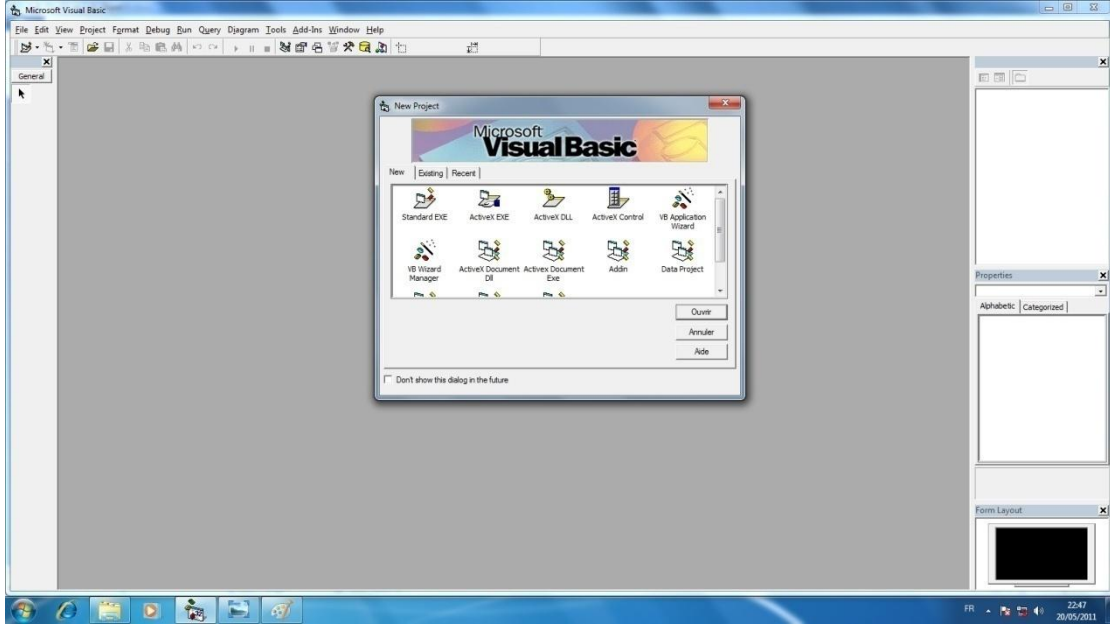 Microsoft Visual Basic
File Edit View Project Format Debug Run Query Diagram Tools Add-Ins Window Help
General
New Project
Microsoft
Visual Basic
New Existing Recent
Standard EXE ActiveX EXE ActiveX DLL ActiveX Control VB Application Wizard
VB Wizard Manager ActiveX Document Dll Activex Document Exe Addin Data Project
Ouvrir
Annuler
Aide
Don't show this dialog in the future
Properties
Alphabetic Categorized
Form Layout
FR
22:47
20/05/2011